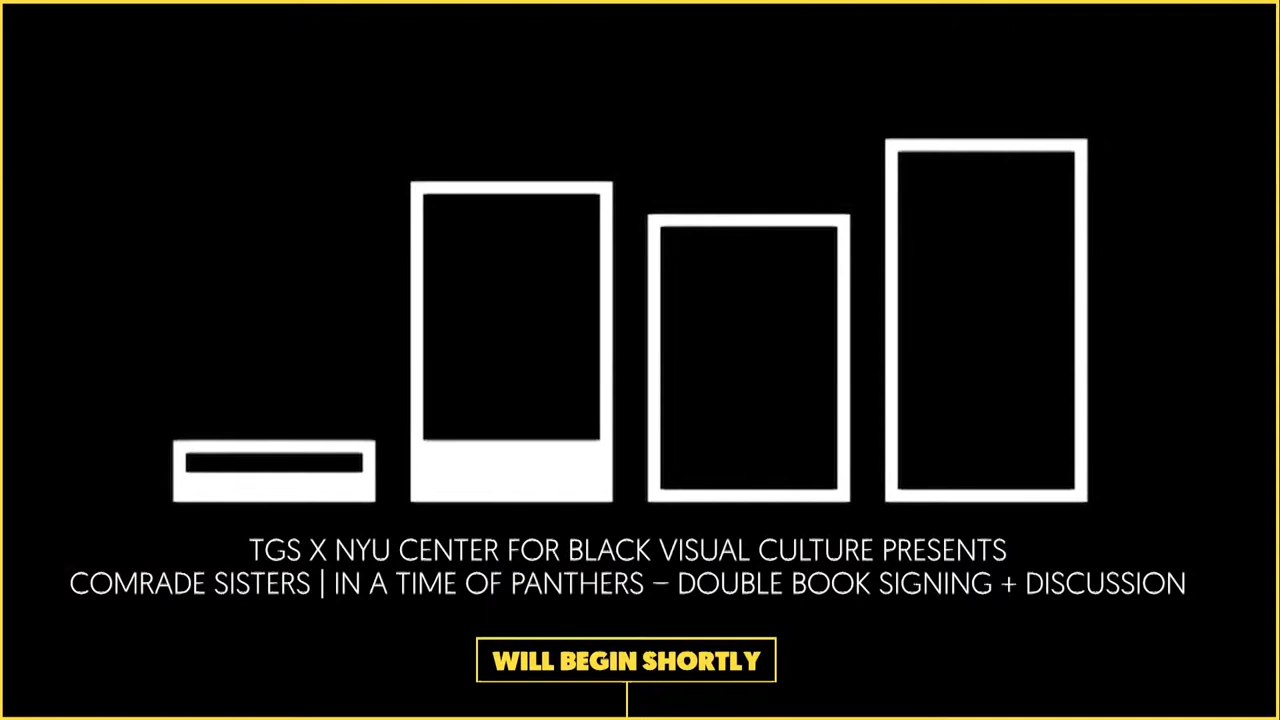 TGS X NYU CENTER FOR BLACK VISUAL CULTURE PRESENTS
COMRADE SISTERS | IN A TIME OF PANTHERS – DOUBLE BOOK SIGNING + DISCUSSION
WILL BEGIN SHORTLY